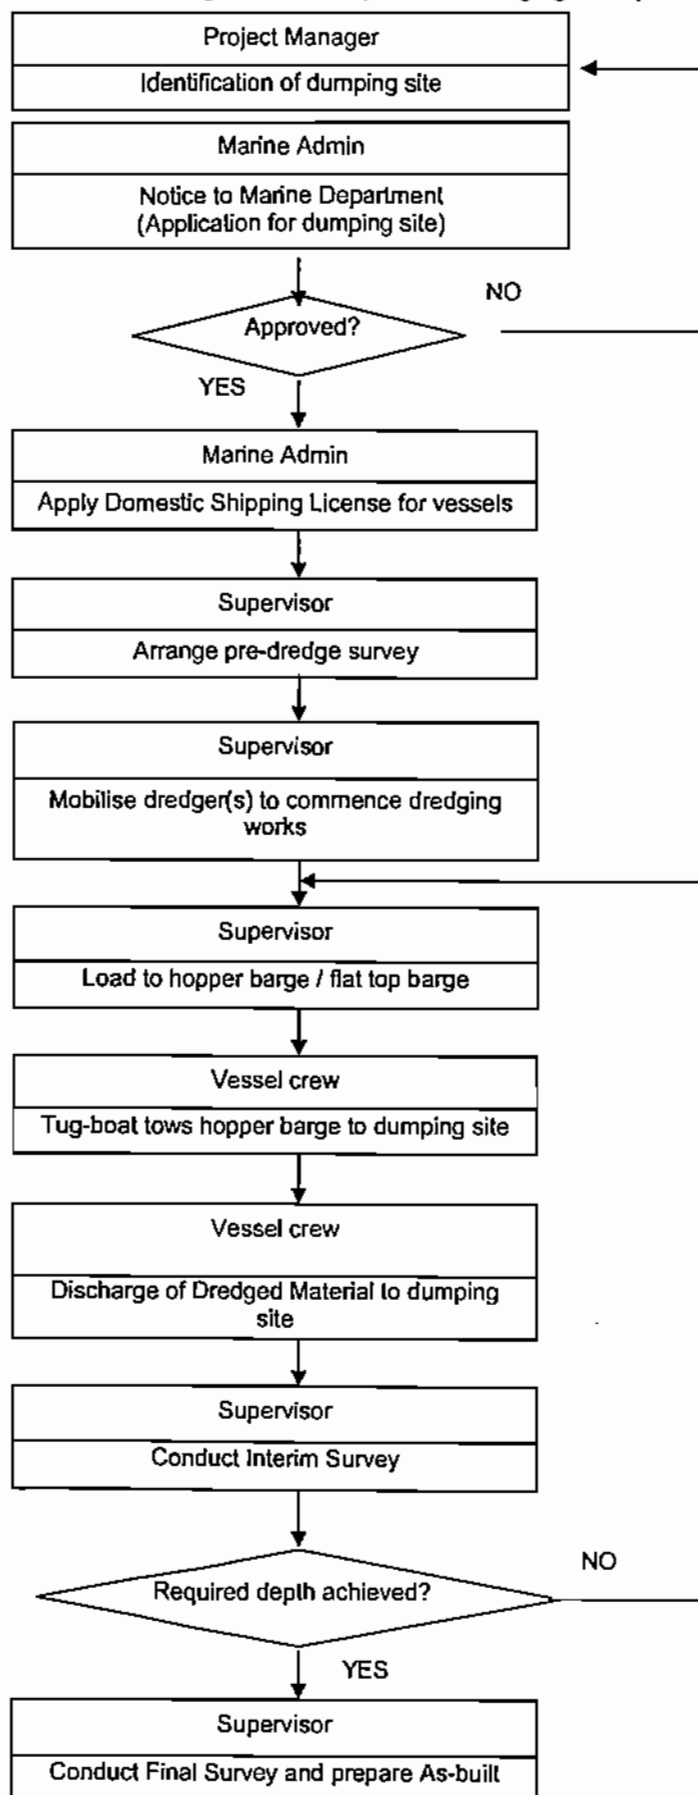 Project Manager
Identification of dumping site
Marine Admin
Notice to Marine Department
(Application for dumping site)
NO
Approved?
YES
Marine Admin
Apply Domestic Shipping License for vessels
Supervisor
Arrange pre-dredge survey
Supervisor
Mobilise dredger(s) to commence dredging
works
Supervisor
Load to hopper barge / flat top barge
Vessel crew
Tug-boat tows hopper barge to dumping site
Vessel crew
Discharge of Dredged Material to dumping
site
Supervisor
Conduct Interim Survey
NO
Required depth achieved?
YES
Supervisor
Conduct Final Survey and prepare As-built